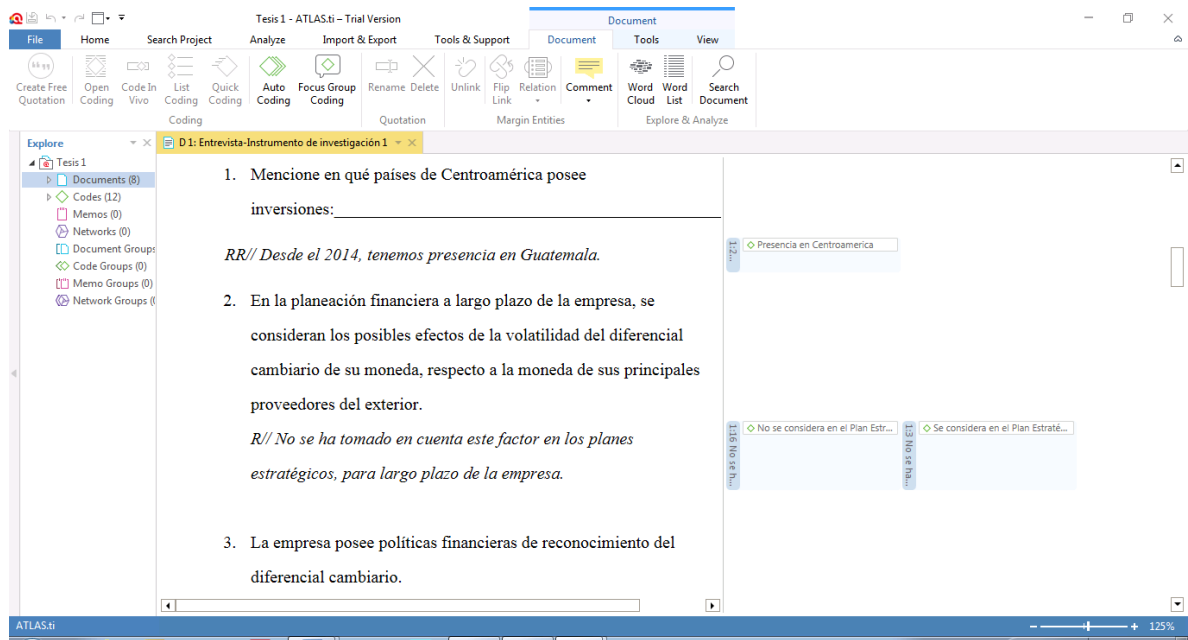 Tesis 1 - ATLAS.ti – Trial Version
Document
File Home Search Project Analyze Import & Export Tools & Support Document Tools View
Create Free Quotation
Open Coding
Code In Vivo
List Coding
Quick Coding
Auto Coding
Focus Group Coding
Rename Delete
Unlink
Flip Link
Relation
Comment
Word Cloud
Word List
Search Document
Coding Quotation Margin Entities Explore & Analyze
Explore
D 1: Entrevista-Instrumento de investigación 1
Tesis 1
Documents (8)
Codes (12)
Memos (0)
Networks (0)
Document Groups
Code Groups (0)
Memo Groups (0)
Network Groups (0
1. Mencione en qué países de Centroamérica posee
inversiones:
RR// Desde el 2014, tenemos presencia en Guatemala.
1:2...
Presencia en Centroamerica
2. En la planeación financiera a largo plazo de la empresa, se
consideran los posibles efectos de la volatilidad del diferencial
cambiario de su moneda, respecto a la moneda de sus principales
proveedores del exterior.
R// No se ha tomado en cuenta este factor en los planes
estratégicos, para largo plazo de la empresa.
1:16 No se h...
No se considera en el Plan Estr...
1:3 No se ha...
Se considera en el Plan Estraté...
3. La empresa posee políticas financieras de reconocimiento del
diferencial cambiario.
ATLAS.ti
125%